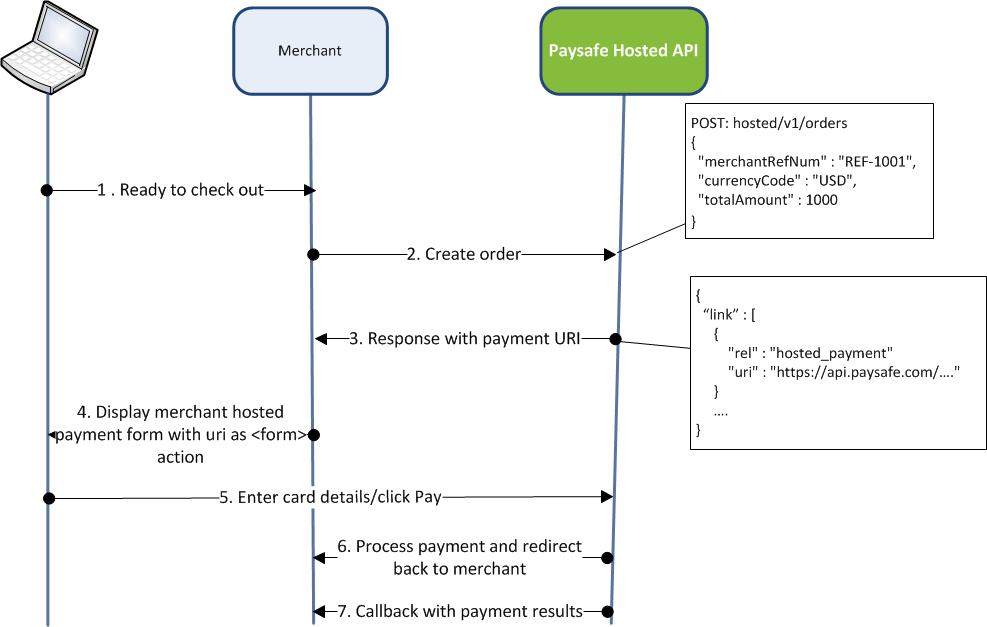 Merchant
Paysafe Hosted API
POST: hosted/v1/orders
{
"merchantRefNum" : "REF-1001",
"currencyCode" : "USD",
"totalAmount" : 1000
}
1 . Ready to check out
2. Create order
{
“link” : [
{
"rel" : "hosted_payment"
"uri" : "https://api.paysafe.com/…."
}
….
}
3. Response with payment URI
4. Display merchant hosted
payment form with uri as <form>
action
5. Enter card details/click Pay
6. Process payment and redirect
back to merchant
7. Callback with payment results